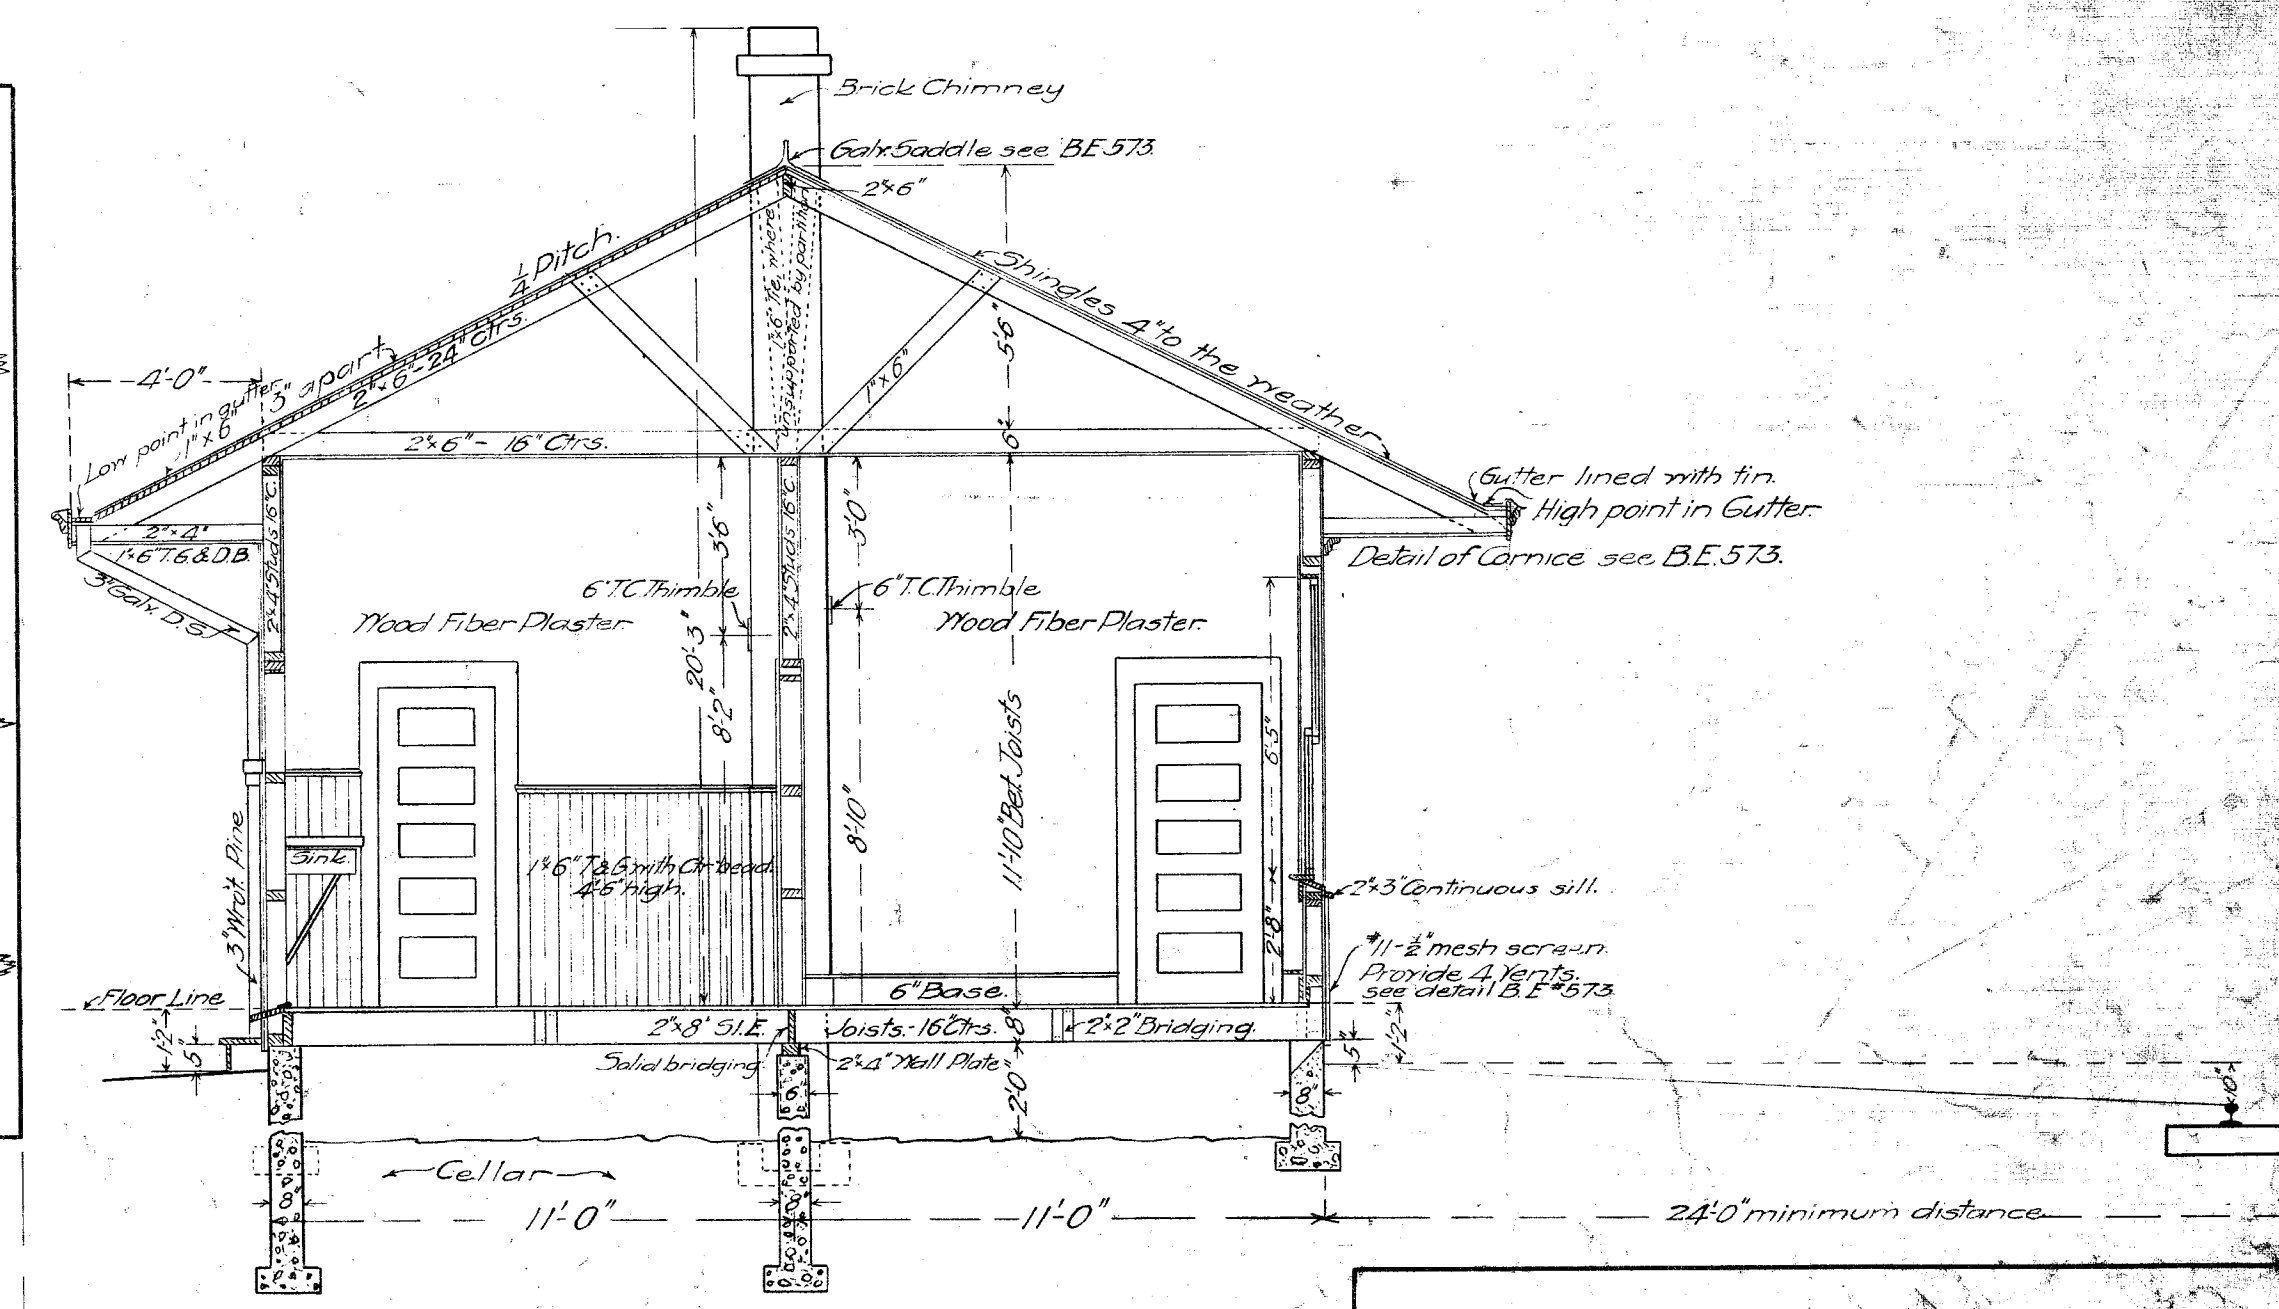 Brick Chimney
Galv. Saddle see B.E.573.
2"x6"
1/4 Pitch.
1"x6" Tie, where
unsupported by partition
Shingles 4" to the weather
5'-6"
1"x6"
4'-0"
Low point in gutter
1"x6" 3" apart
2"x6"-24" Ctrs.
2"x6"- 16" Ctrs.
6"
Gutter lined with tin.
High point in Gutter.
Detail of Cornice see B.E.573.
2"x4"
1"x6" T.G.& D.B.
3" Galv. D.S.
2"x4" Studs 16" C.
2"x4" Studs 16" C.
3'-6"
3'-0"
6" T.C. Thimble
6" T.C. Thimble
Wood Fiber Plaster.
Wood Fiber Plaster.
20'-3"
8'-2"
8'-10"
11'-10" Bet. Joists
6'-5"
3" Wro't Pine
Sink.
1"x6" T&G with Ctr bead.
4'-6" high.
2"x3" Continuous sill.
2'-8"
#11-1/2" mesh screen.
Provide 4 Vents.
see detail B.E #573
Floor Line
6" Base.
1'-2"
5"
2"x8" S.1.E.
Joists.-16" Ctrs.
8"
2"x2" Bridging.
5"
1'-2"
Solid bridging
2"x4" Wall Plate
2'-0"
6"
8"
10"
Cellar
8"
8"
11'-0"
11'-0"
24'-0" minimum distance